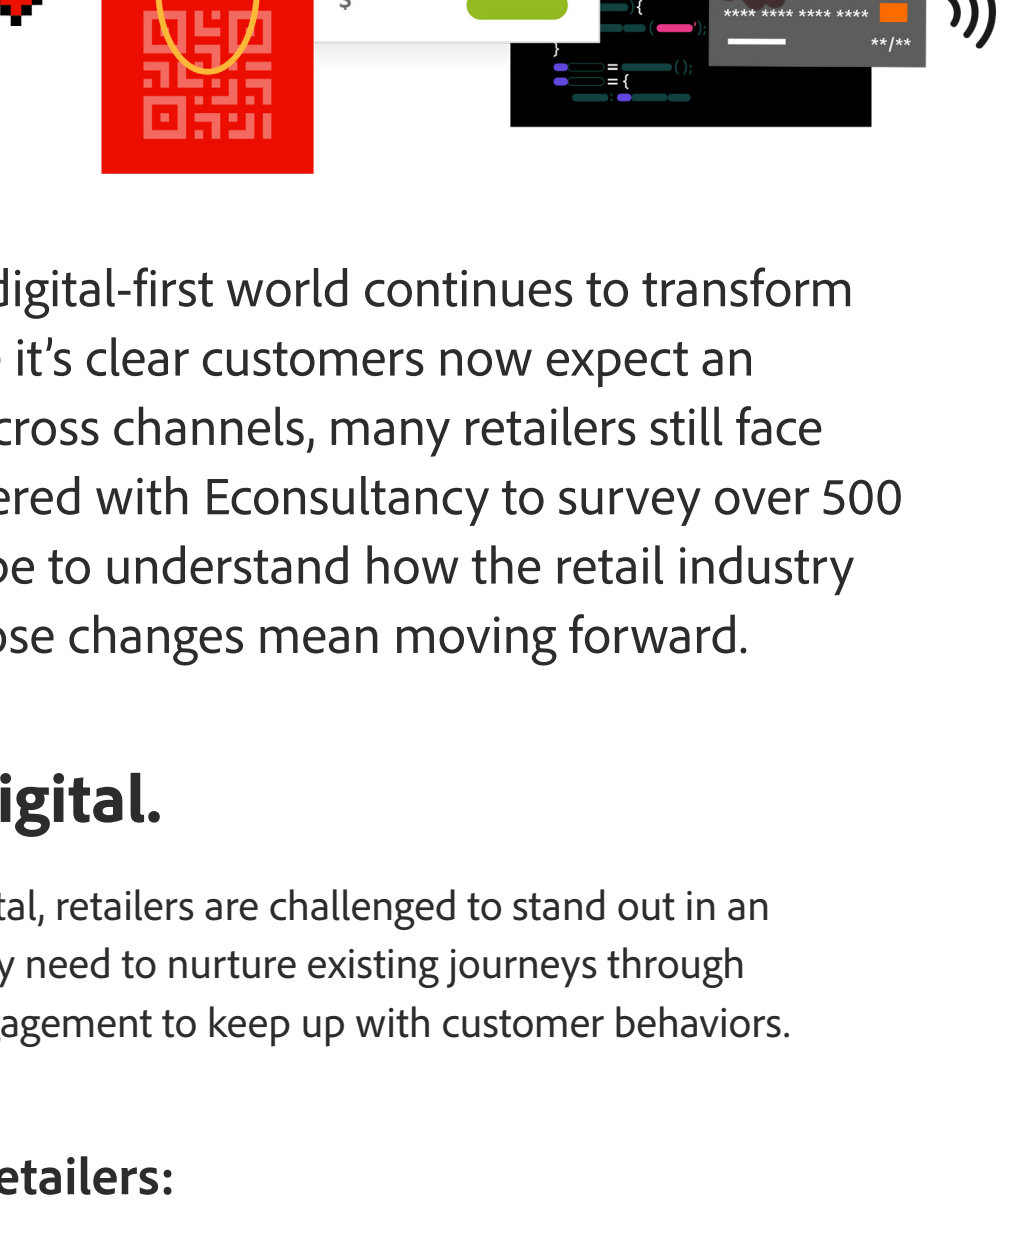 $
){
(');
}
= ();
= {
:
**** **** **** ****
**/**
digital-first world continues to transform
it’s clear customers now expect an
cross channels, many retailers still face
ered with Econsultancy to survey over 500
pe to understand how the retail industry
ose changes mean moving forward.
igital.
tal, retailers are challenged to stand out in an
y need to nurture existing journeys through
agement to keep up with customer behaviors.
etailers: